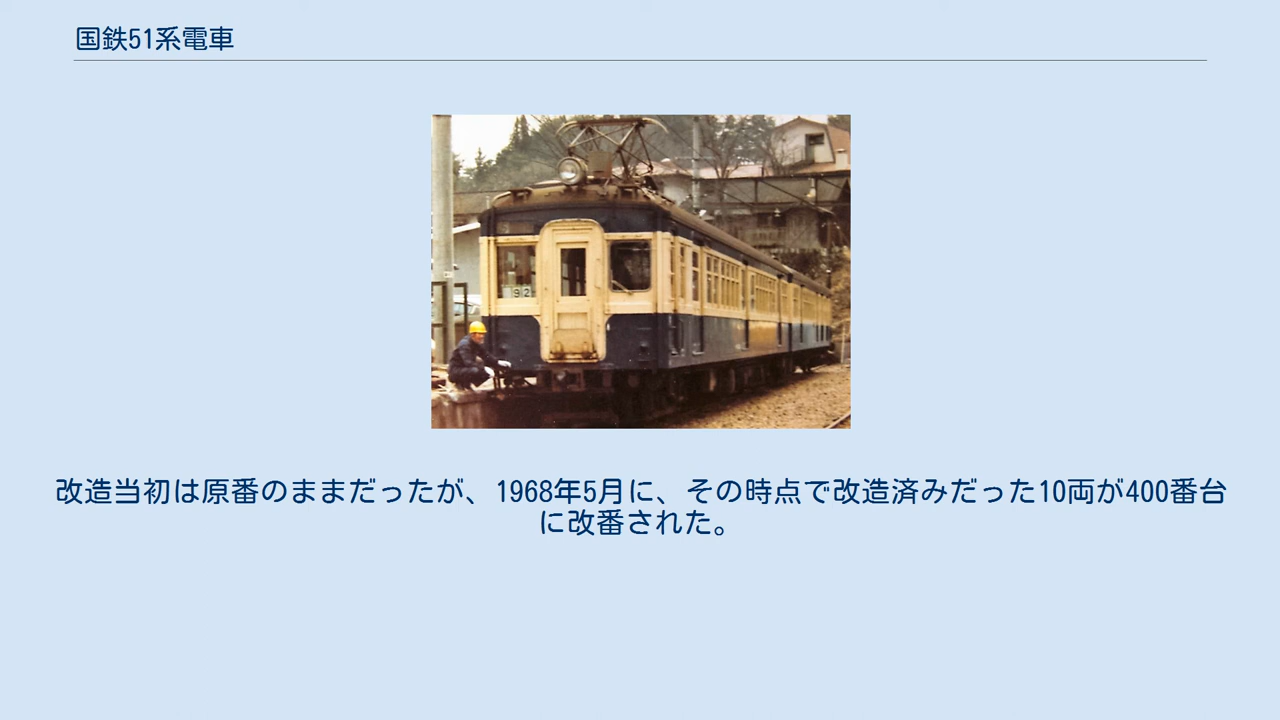 国鉄51系電車
92
改造当初は原番のままだったが、1968年5月に、その時点で改造済みだった10両が400番台
に改番された。